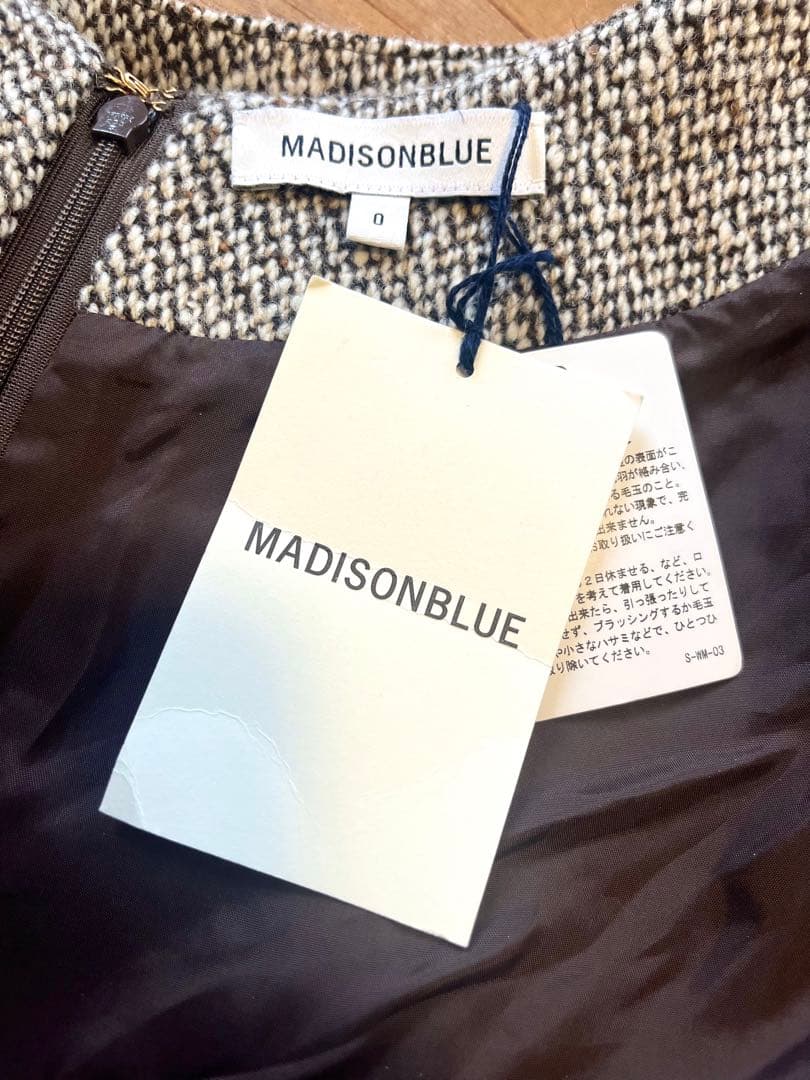 MADISONBLUE
0
MADISONBLUE
の表面がこ
羽が絡み合い、
る毛玉のこと。
れない現象で、完
出来ません。
お取り扱いにご注意く
2日休ませる、など、ロ
を考えて着用してください。
出来たら、引っ張ったりして
せず、ブラッシングするか毛玉
や小さなハサミなどで、ひとつひ
り除いてください。
S-WM-03